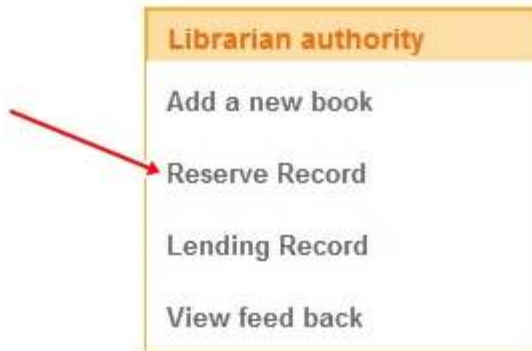 Librarian authority
Add a new book
Reserve Record
Lending Record
View feed back